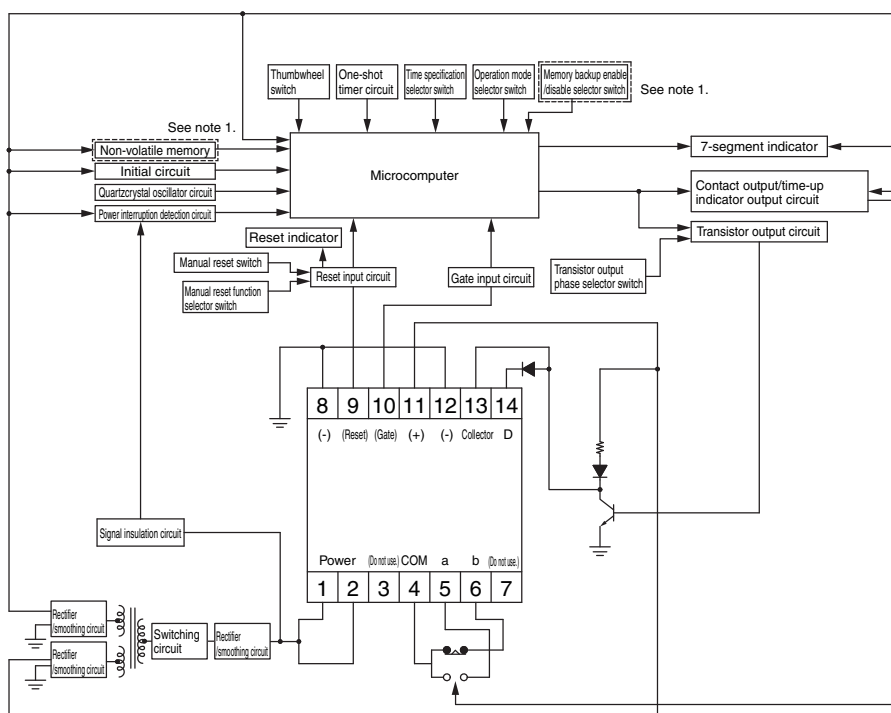 Thumbwheel
switch
One-shot
timer circuit
Time specification
selector switch
Operation mode
selector switch
Memory backup enable
/disable selector switch
See note 1.
See note 1.
Non-volatile memory
Initial circuit
Quartzcrystal oscillator circuit
Power interruption detection circuit
Microcomputer
7-segment indicator
Contact output/time-up
indicator output circuit
Transistor output circuit
Reset indicator
Manual reset switch
Manual reset function
selector switch
Reset input circuit
Gate input circuit
Transistor output
phase selector switch
8 9 10 11 12 13 14
(-) (Reset) (Gate) (+) (-) Collector D
Signal insulation circuit
Power (Do not use.) COM a b (Do not use.)
1 2 3 4 5 6 7
Rectifier
/smoothing circuit
Rectifier
/smoothing circuit
Switching
circuit
Rectifier
/smoothing circuit